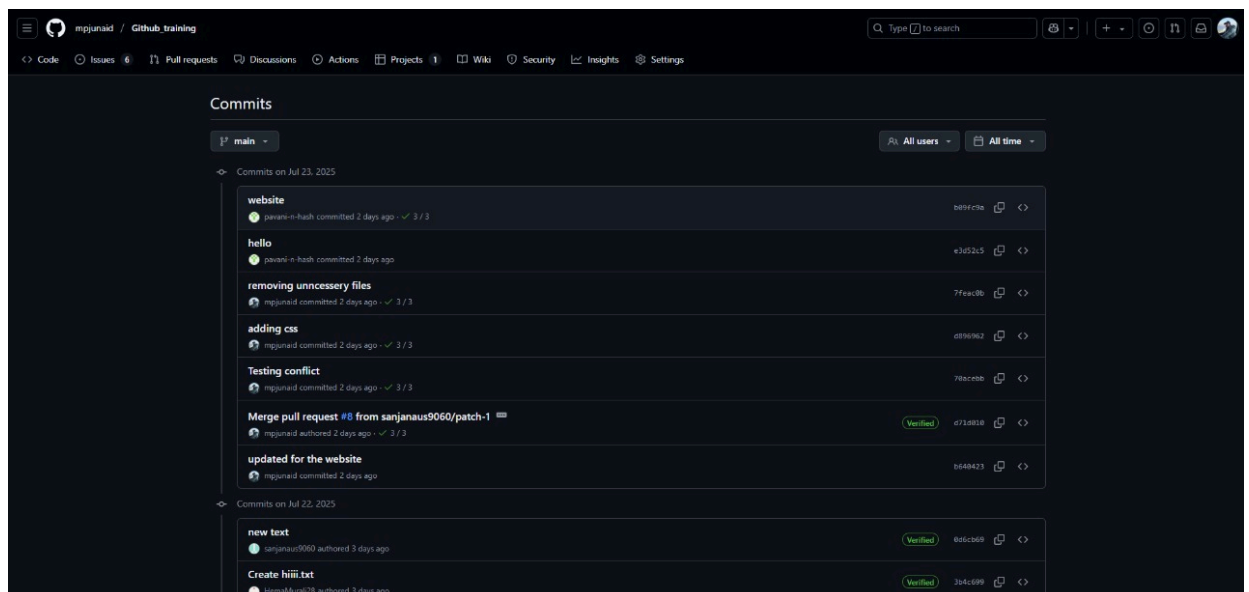 mpjunaid / Github_training
Type / to search
Code Issues 6 Pull requests Discussions Actions Projects 1 Wiki Security Insights Settings
Commits
main All users All time
Commits on Jul 23, 2025
website
pavani-n-hash committed 2 days ago · ✓ 3 / 3
b09fc9a
hello
pavani-n-hash committed 2 days ago
e3d52c5
removing unncessery files
mpjunaid committed 2 days ago · ✓ 3 / 3
7feac0b
adding css
mpjunaid committed 2 days ago · ✓ 3 / 3
d896962
Testing conflict
mpjunaid committed 2 days ago · ✓ 3 / 3
70acebb
Merge pull request #8 from sanjanaus9060/patch-1
mpjunaid authored 2 days ago · ✓ 3 / 3
Verified d71d010
updated for the website
mpjunaid committed 2 days ago
b640423
Commits on Jul 22, 2025
new text
sanjanaus9060 authored 3 days ago
Verified 0d6cb69
Create hiiii.txt
HemaMurali28 authored 3 days ago
Verified 3b4c699